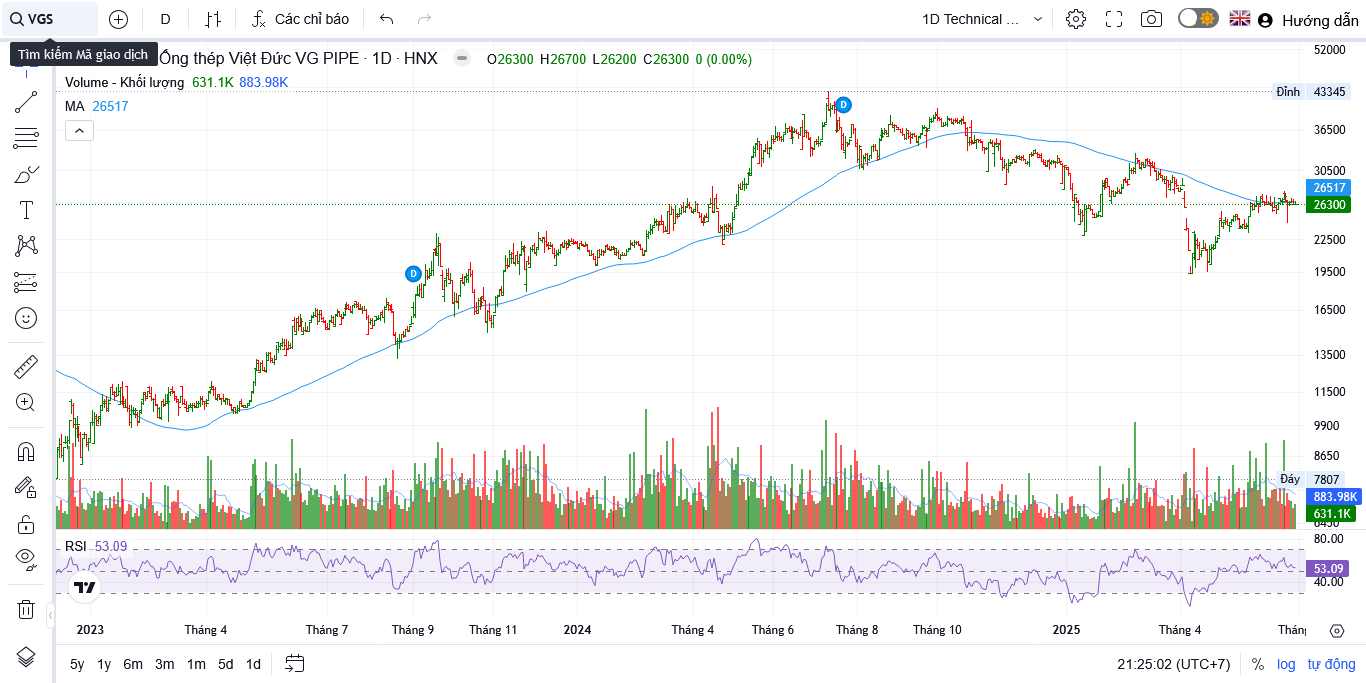 VGS D Các chỉ báo 1D Technical ... Hướng dẫn
Tìm kiếm Mã giao dịch
Ống thép Việt Đức VG PIPE · 1D · HNX O26300 H26700 L26200 C26300 0 (0.00%)
Volume - Khối lượng 631.1K 883.98K
MA 26517
D
D
52000
Đỉnh 43345
36500
30500
26517
26300
22500
19500
16500
13500
11500
9900
8650
Đáy 7807
883.98K
631.1K
6450
RSI 53.09
80.00
53.09
40.00
2023 Tháng 4 Tháng 7 Tháng 9 Tháng 11 2024 Tháng 4 Tháng 6 Tháng 8 Tháng 10 2025 Tháng 4 Thán
5y 1y 6m 3m 1m 5d 1d 21:25:02 (UTC+7) % log tự động